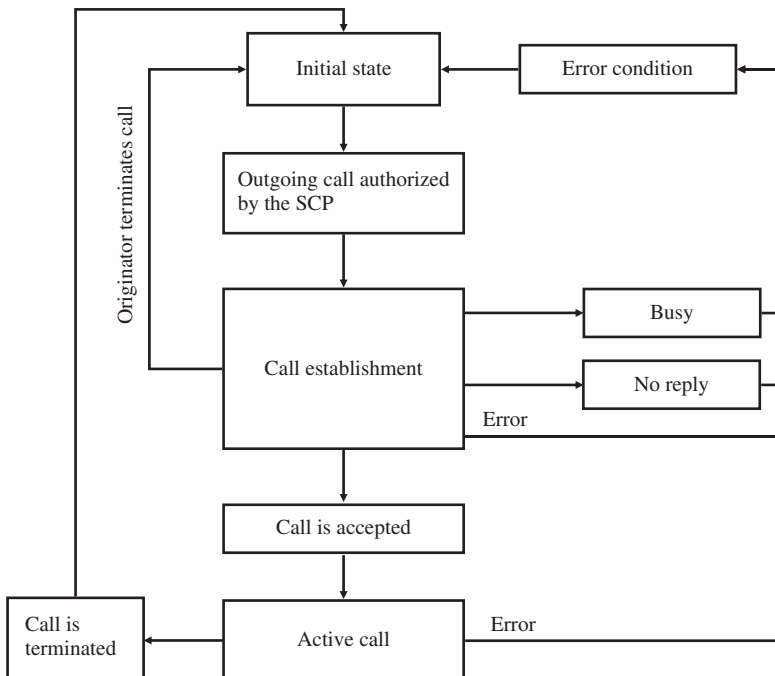 Initial state
Error condition
Originator terminates call
Outgoing call authorized
by the SCP
Busy
Call establishment
No reply
Error
Call is accepted
Call is
terminated
Active call
Error